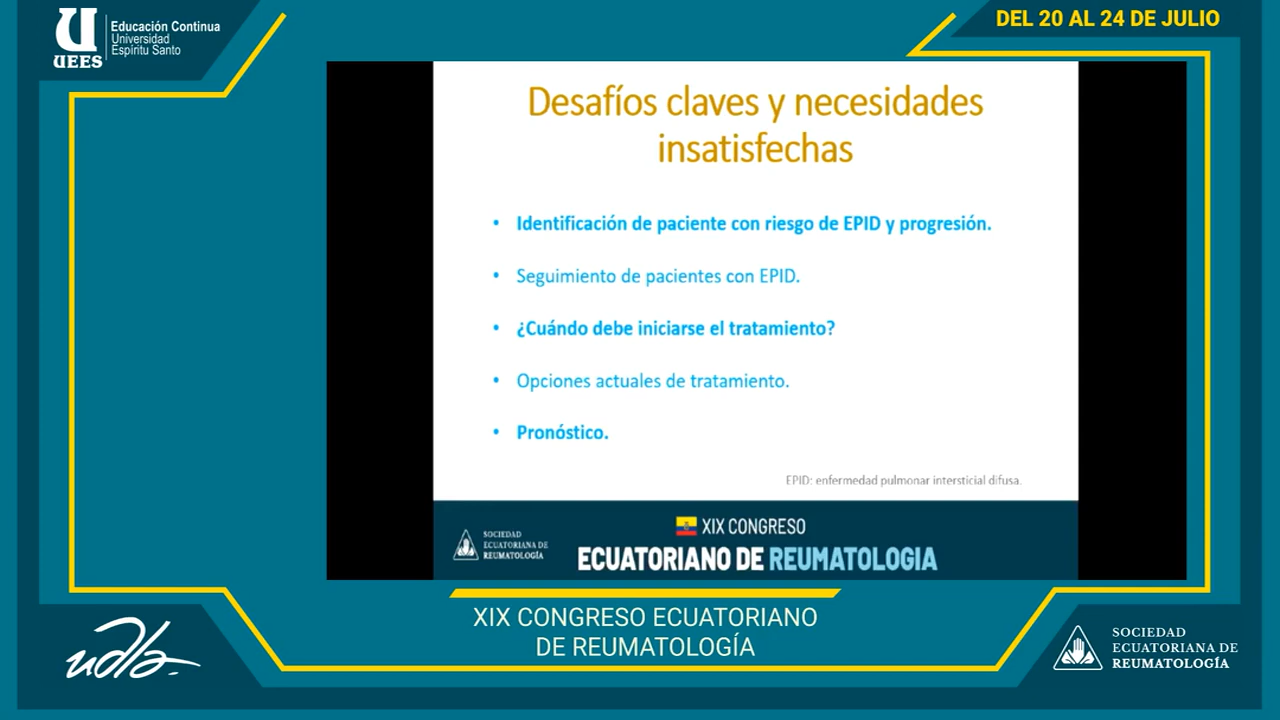 UEES
Educación Continua
Universidad
Espíritu Santo
DEL 20 AL 24 DE JULIO
Desafíos claves y necesidades
insatisfechas
• Identificación de paciente con riesgo de EPID y progresión.
• Seguimiento de pacientes con EPID.
• ¿Cuándo debe iniciarse el tratamiento?
• Opciones actuales de tratamiento.
• Pronóstico.
EPID: enfermedad pulmonar intersticial difusa.
SOCIEDAD
ECUATORIANA DE
REUMATOLOGÍA
XIX CONGRESO
ECUATORIANO DE REUMATOLOGIA
XIX CONGRESO ECUATORIANO
DE REUMATOLOGÍA
udla
SOCIEDAD
ECUATORIANA DE
REUMATOLOGÍA